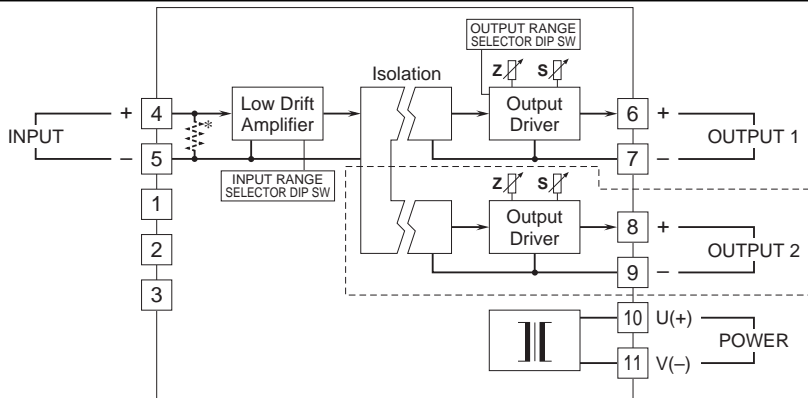 OUTPUT RANGE
SELECTOR DIP SW
Isolation
Z S
INPUT
+ 4
*
Low Drift
Amplifier
Output
Driver
6 +
OUTPUT 1
– 5
7 –
INPUT RANGE
SELECTOR DIP SW
Z S
1
2
3
Output
Driver
8 +
OUTPUT 2
9 –
10 U(+)
POWER
11 V(–)